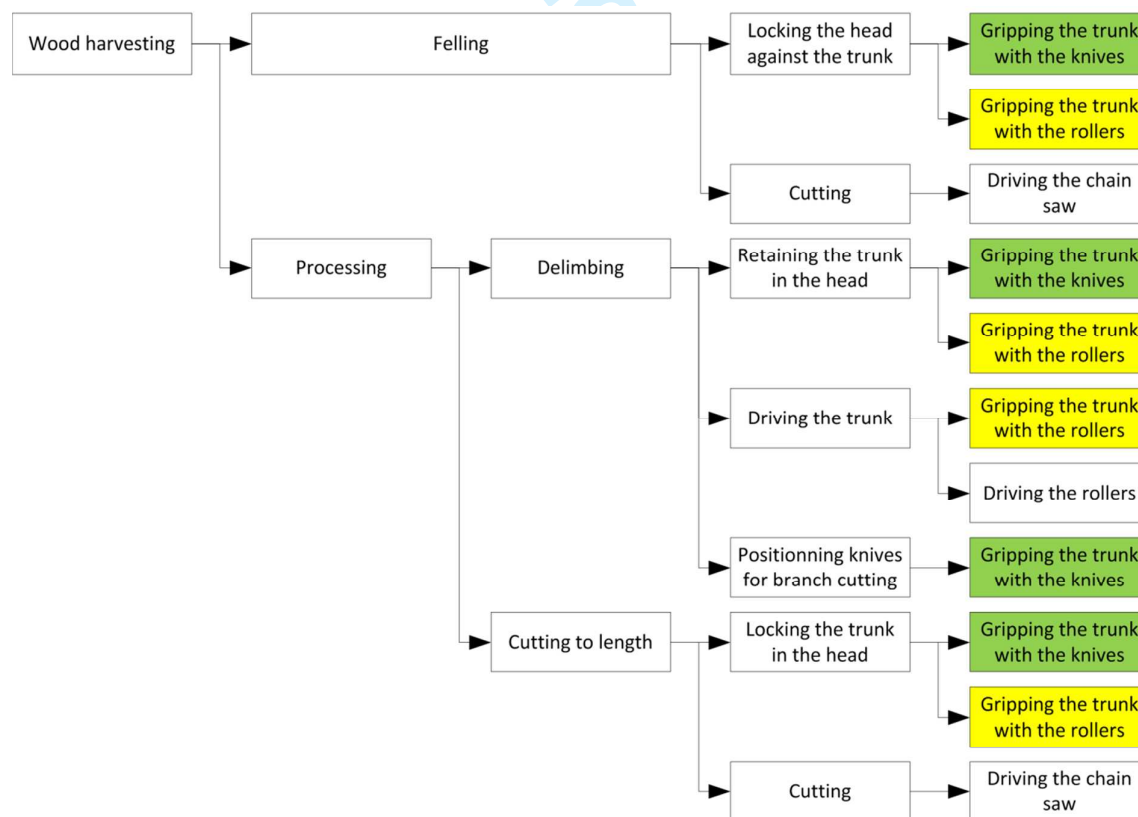 Wood harvesting
Felling
Locking the head
against the trunk
Gripping the trunk
with the knives
Gripping the trunk
with the rollers
Cutting
Driving the chain
saw
Processing
Delimbing
Retaining the trunk
in the head
Gripping the trunk
with the knives
Gripping the trunk
with the rollers
Driving the trunk
Gripping the trunk
with the rollers
Driving the rollers
Positionning knives
for branch cutting
Gripping the trunk
with the knives
Cutting to length
Locking the trunk
in the head
Gripping the trunk
with the knives
Gripping the trunk
with the rollers
Cutting
Driving the chain
saw